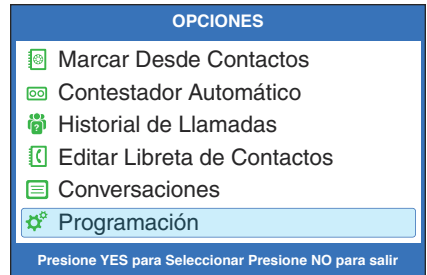 OPCIONES
Marcar Desde Contactos
Contestador Automático
Historial de Llamadas
Editar Libreta de Contactos
Conversaciones
Programación
Presione YES para Seleccionar Presione NO para salir